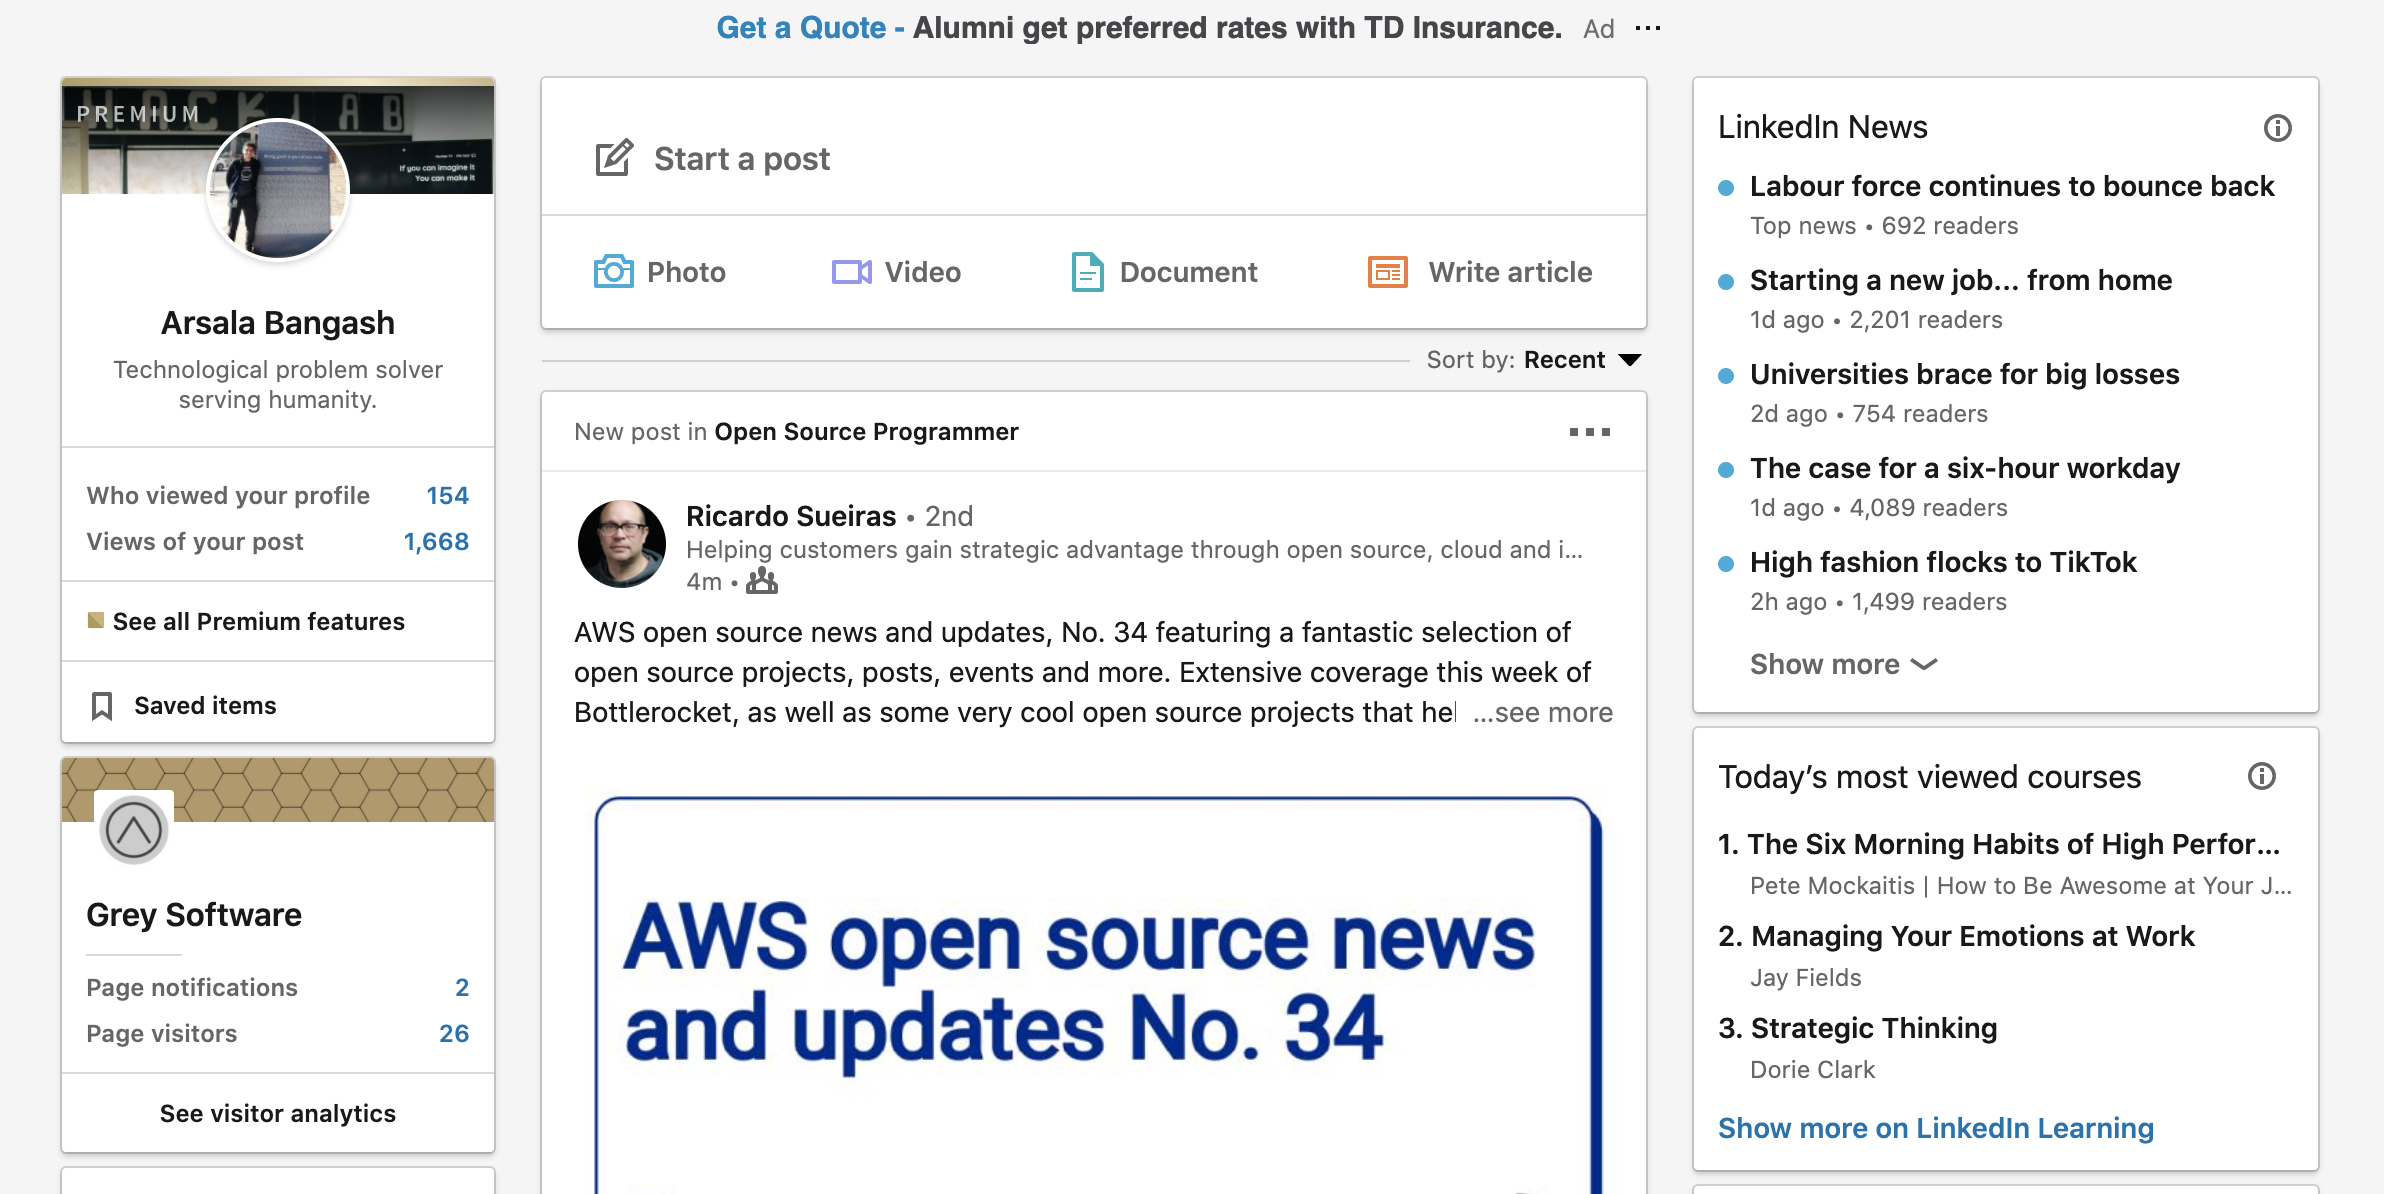 Get a Quote - Alumni get preferred rates with TD Insurance. Ad ...
PREMIUM
HACKLAB
If you can imagine it
You can make it
Arsala Bangash
Technological problem solver
serving humanity.
Who viewed your profile 154
Views of your post 1,668
See all Premium features
Saved items
Grey Software
Page notifications 2
Page visitors 26
See visitor analytics
Start a post
Photo Video Document Write article
Sort by: Recent
New post in Open Source Programmer
Ricardo Sueiras • 2nd
Helping customers gain strategic advantage through open source, cloud and i...
4m •
AWS open source news and updates, No. 34 featuring a fantastic selection of
open source projects, posts, events and more. Extensive coverage this week of
Bottlerocket, as well as some very cool open source projects that hel ...see more
AWS open source news
and updates No. 34
LinkedIn News
Labour force continues to bounce back
Top news • 692 readers
Starting a new job... from home
1d ago • 2,201 readers
Universities brace for big losses
2d ago • 754 readers
The case for a six-hour workday
1d ago • 4,089 readers
High fashion flocks to TikTok
2h ago • 1,499 readers
Show more
Today’s most viewed courses
1. The Six Morning Habits of High Perfor...
Pete Mockaitis | How to Be Awesome at Your J...
2. Managing Your Emotions at Work
Jay Fields
3. Strategic Thinking
Dorie Clark
Show more on LinkedIn Learning